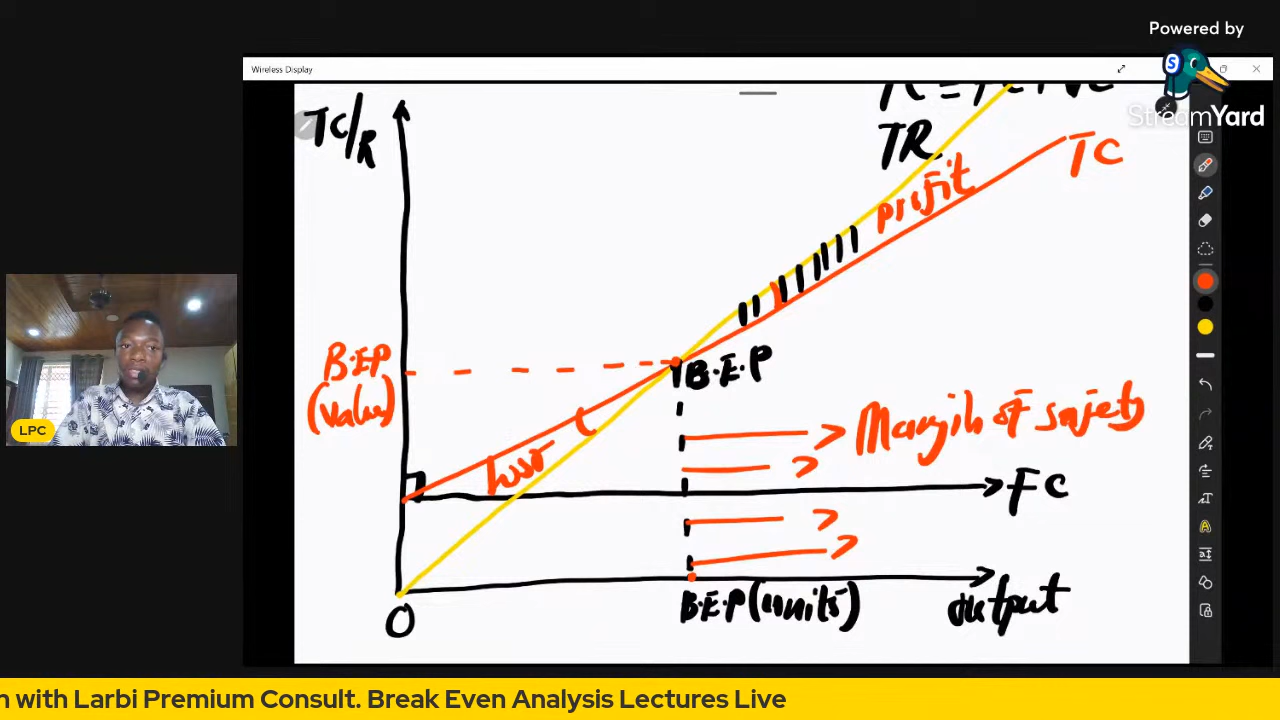 Powered by
StreamYard
Wireless Display
TC/R
TR
TC
profit
B.E.P
(value)
B.E.P
loss
Margin of safety
FC
B.E.P (units)
output
O
LPC
n with Larbi Premium Consult. Break Even Analysis Lectures Live